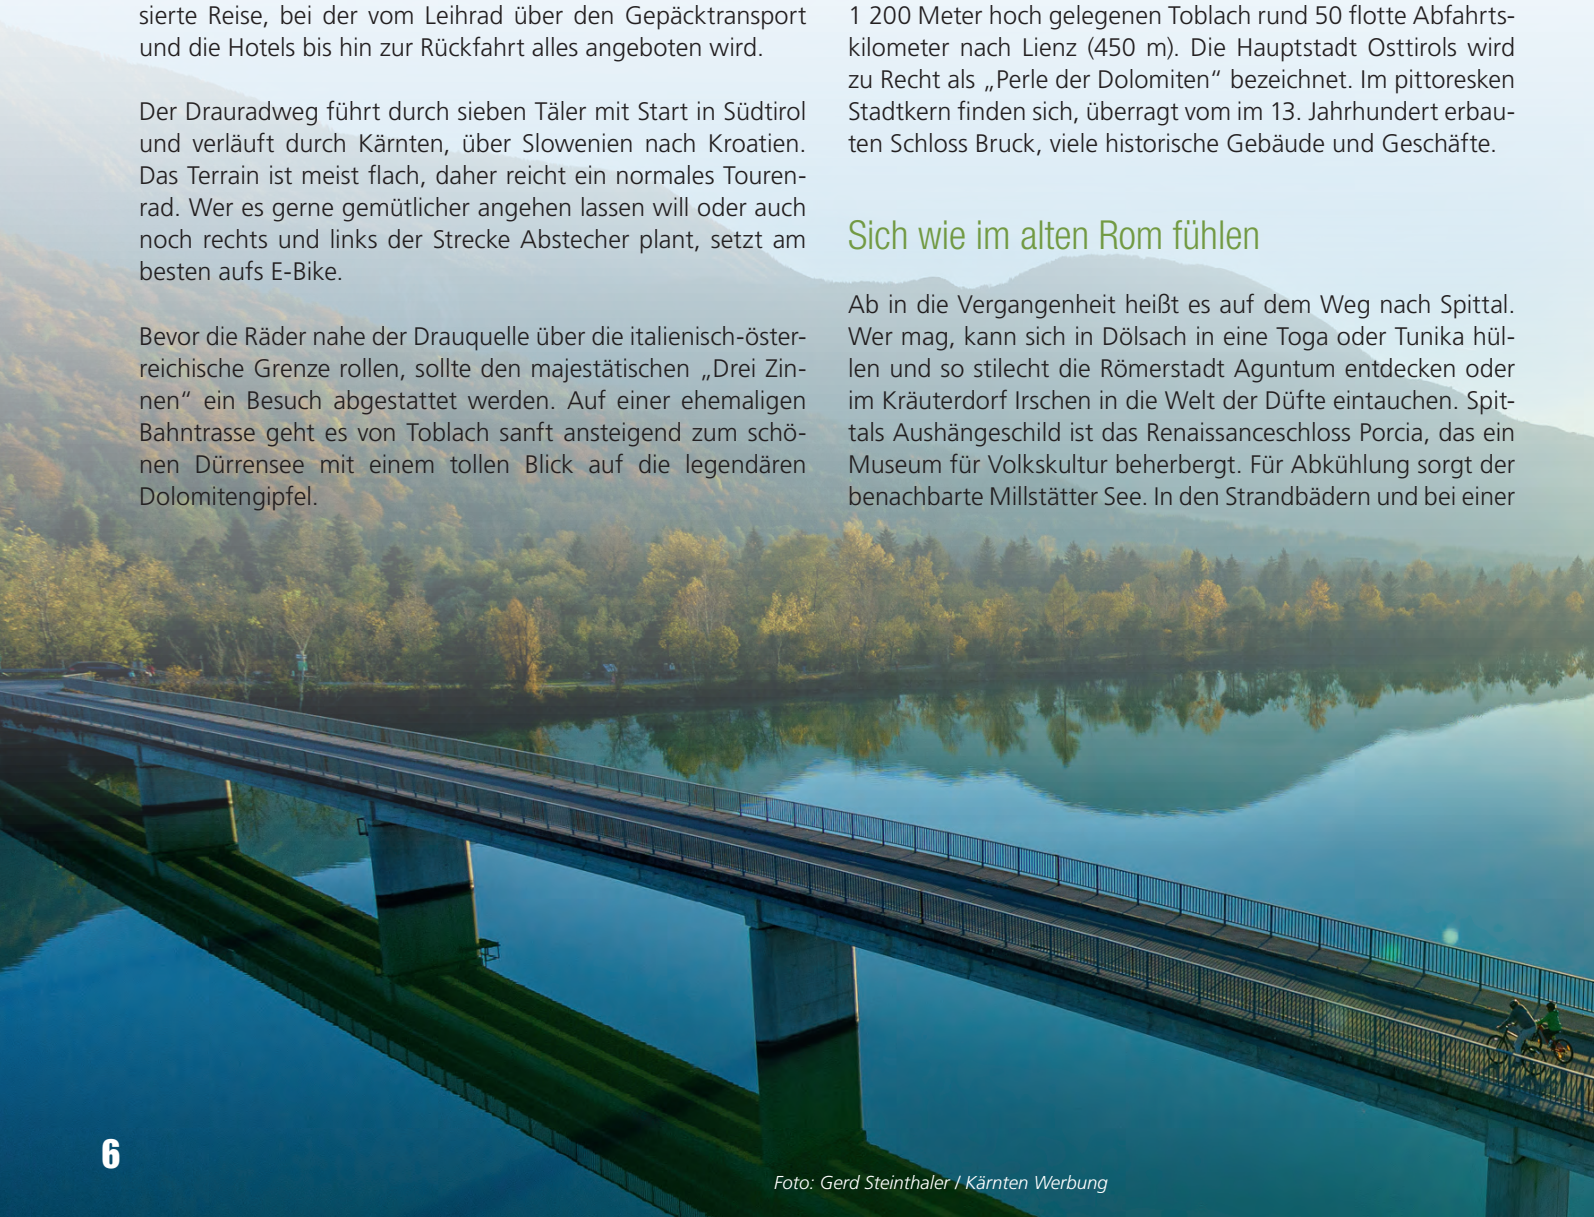 sierte Reise, bei der vom Leihrad über den Gepäcktransport
und die Hotels bis hin zur Rückfahrt alles angeboten wird.
Der Drauradweg führt durch sieben Täler mit Start in Südtirol
und verläuft durch Kärnten, über Slowenien nach Kroatien.
Das Terrain ist meist flach, daher reicht ein normales Touren-
rad. Wer es gerne gemütlicher angehen lassen will oder auch
noch rechts und links der Strecke Abstecher plant, setzt am
besten aufs E-Bike.
Bevor die Räder nahe der Drauquelle über die italienisch-öster-
reichische Grenze rollen, sollte den majestätischen „Drei Zin-
nen“ ein Besuch abgestattet werden. Auf einer ehemaligen
Bahntrasse geht es von Toblach sanft ansteigend zum schö-
nen Dürrensee mit einem tollen Blick auf die legendären
Dolomitengipfel.
1 200 Meter hoch gelegenen Toblach rund 50 flotte Abfahrts-
kilometer nach Lienz (450 m). Die Hauptstadt Osttirols wird
zu Recht als „Perle der Dolomiten“ bezeichnet. Im pittoresken
Stadtkern finden sich, überragt vom im 13. Jahrhundert erbau-
ten Schloss Bruck, viele historische Gebäude und Geschäfte.
Sich wie im alten Rom fühlen
Ab in die Vergangenheit heißt es auf dem Weg nach Spittal.
Wer mag, kann sich in Dölsach in eine Toga oder Tunika hül-
len und so stilecht die Römerstadt Aguntum entdecken oder
im Kräuterdorf Irschen in die Welt der Düfte eintauchen. Spit-
tals Aushängeschild ist das Renaissanceschloss Porcia, das ein
Museum für Volkskultur beherbergt. Für Abkühlung sorgt der
benachbarte Millstätter See. In den Strandbädern und bei einer
6
Foto: Gerd Steinthaler / Kärnten Werbung